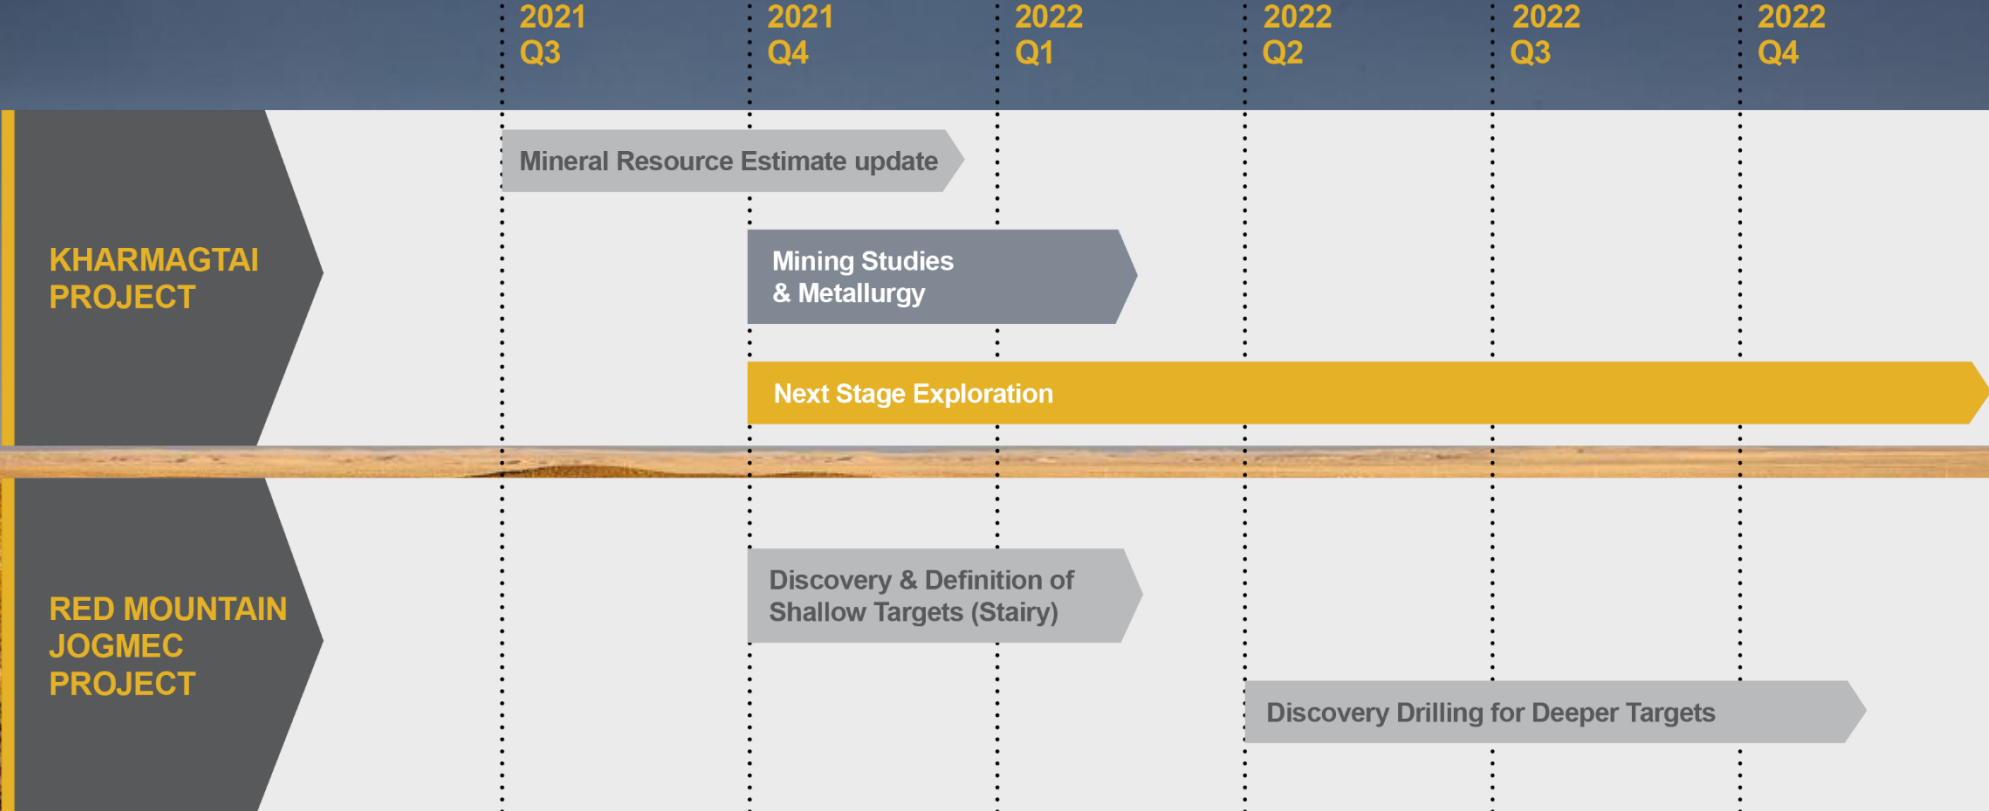 2021
Q3
2021
Q4
2022
Q1
2022
Q2
2022
Q3
2022
Q4
KHARMAGTAI
PROJECT
Mineral Resource Estimate update
Mining Studies
& Metallurgy
Next Stage Exploration
RED MOUNTAIN
JOGMEC
PROJECT
Discovery & Definition of
Shallow Targets (Stairy)
Discovery Drilling for Deeper Targets